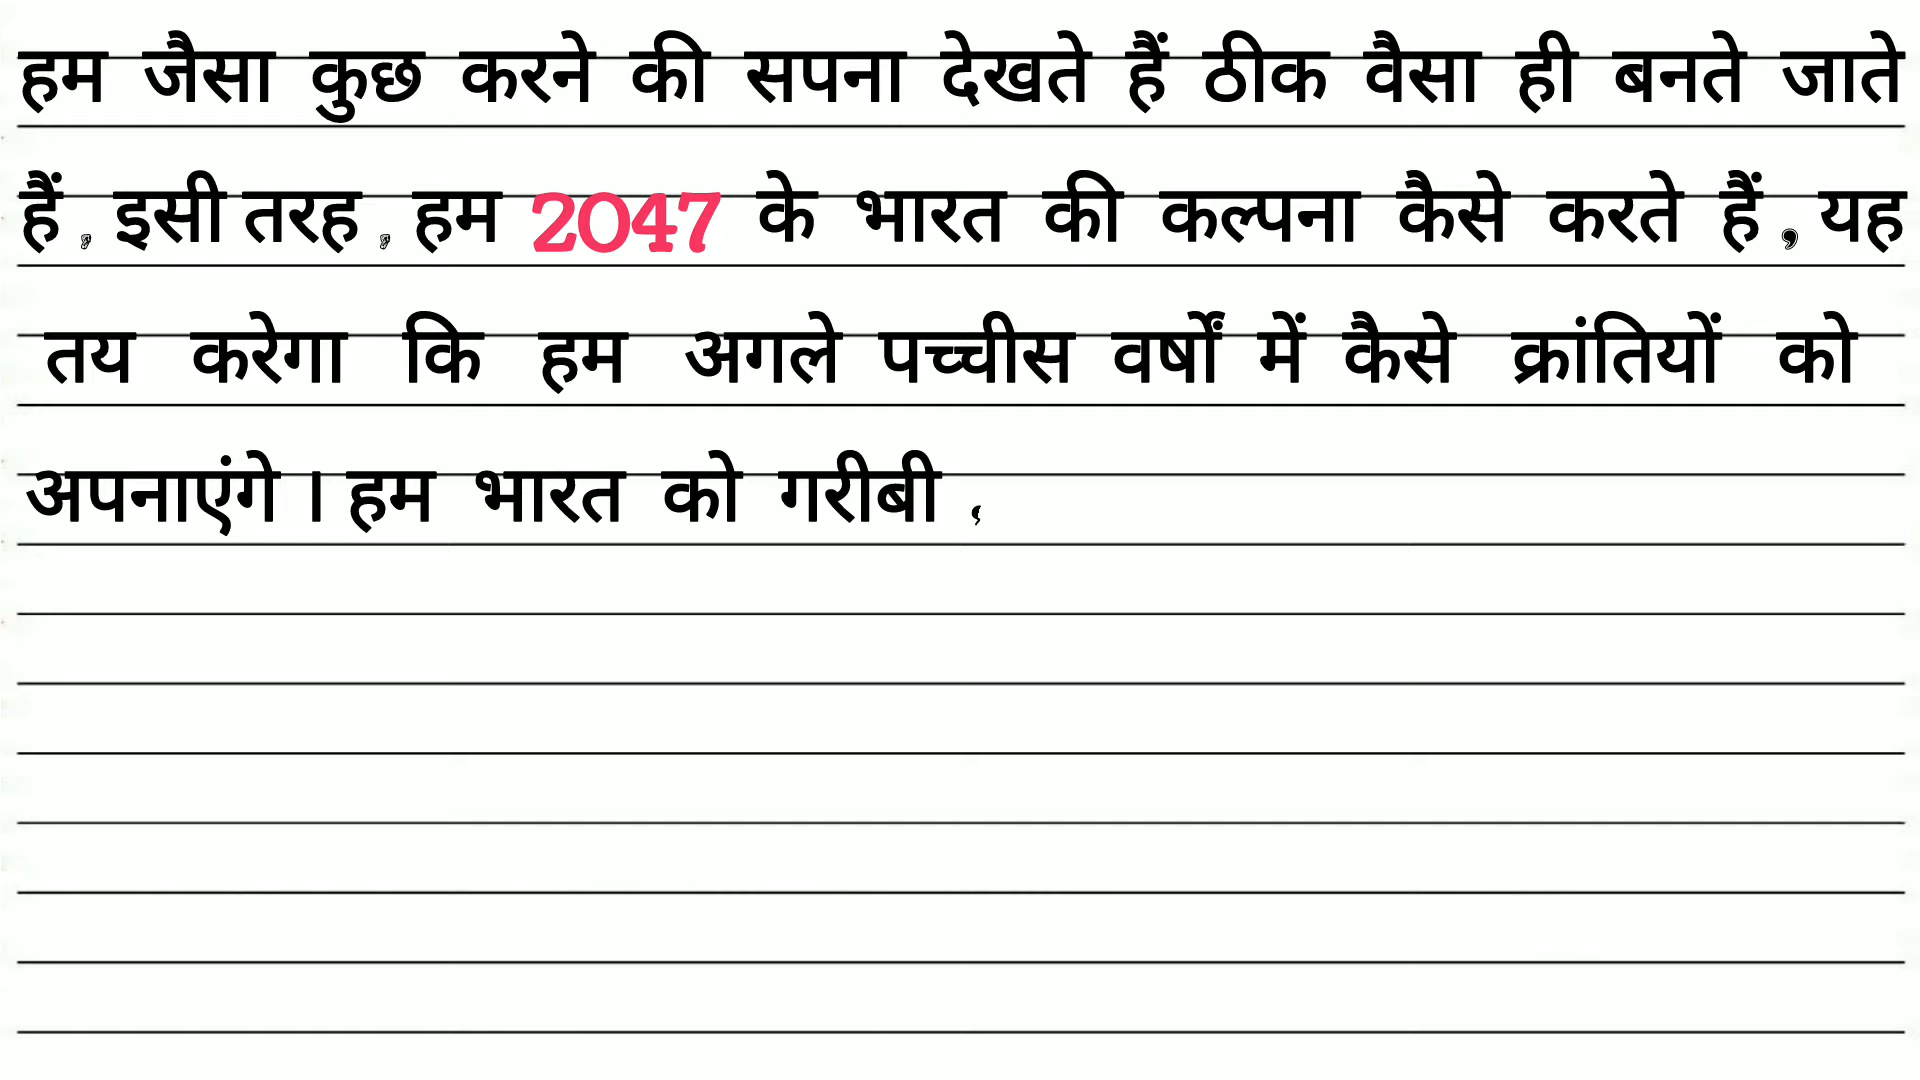 हम जैसा कुछ करने की सपना देखते हैं ठीक वैसा ही बनते जाते
हैं , इसी तरह , हम 2047 के भारत की कल्पना कैसे करते हैं , यह
तय करेगा कि हम अगले पच्चीस वर्षों में कैसे क्रांतियों को
अपनाएंगे । हम भारत को गरीबी ,